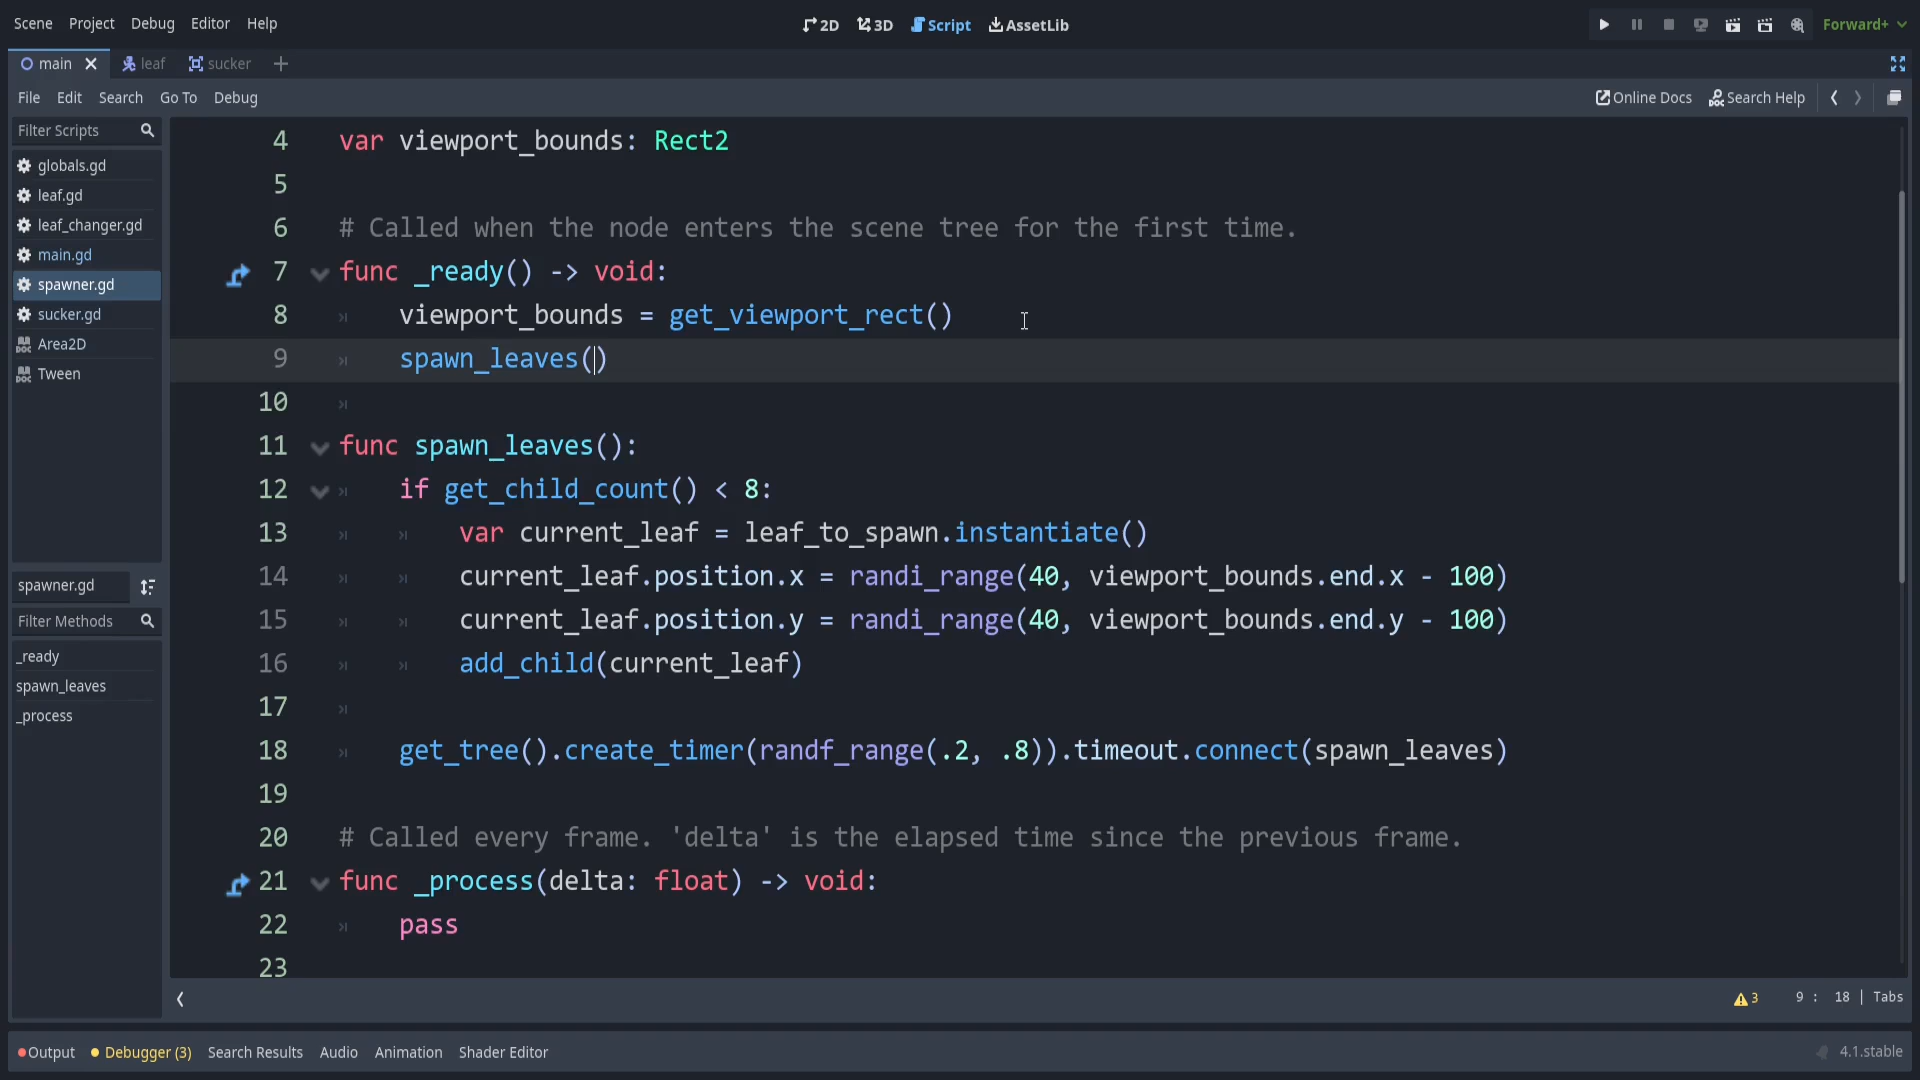 Scene Project Debug Editor Help 2D 3D Script AssetLib Forward+
main leaf sucker
File Edit Search Go To Debug Online Docs Search Help
Filter Scripts
globals.gd
leaf.gd
leaf_changer.gd
main.gd
spawner.gd
sucker.gd
Area2D
Tween
spawner.gd
Filter Methods
_ready
spawn_leaves
_process
4 var viewport_bounds: Rect2
5
6 # Called when the node enters the scene tree for the first time.
7 func _ready() -> void:
8 viewport_bounds = get_viewport_rect()
9 spawn_leaves()
10
11 func spawn_leaves():
12 if get_child_count() < 8:
13 var current_leaf = leaf_to_spawn.instantiate()
14 current_leaf.position.x = randi_range(40, viewport_bounds.end.x - 100)
15 current_leaf.position.y = randi_range(40, viewport_bounds.end.y - 100)
16 add_child(current_leaf)
17
18 get_tree().create_timer(randf_range(.2, .8)).timeout.connect(spawn_leaves)
19
20 # Called every frame. 'delta' is the elapsed time since the previous frame.
21 func _process(delta: float) -> void:
22 pass
23
3 9 : 18 | Tabs
Output Debugger (3) Search Results Audio Animation Shader Editor 4.1.stable